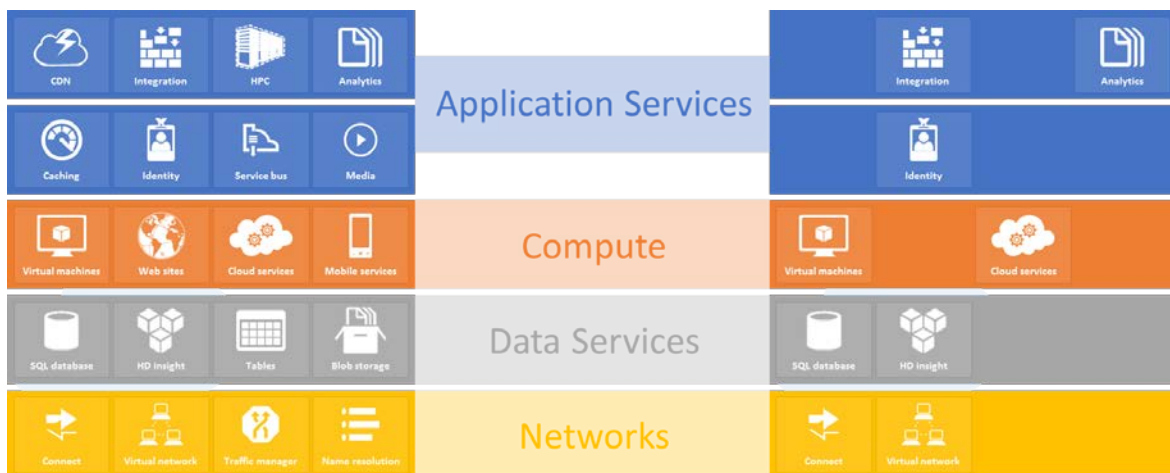 CDN Integration HPC Analytics
Caching Identity Service bus Media
Application Services
Integration Analytics
Identity
Virtual machines Web sites Cloud services Mobile services
Compute
Virtual machines Cloud services
SQL database HD insight Tables Blob storage
Data Services
SQL database HD insight
Connect Virtual network Traffic manager Name resolution
Networks
Connect Virtual network